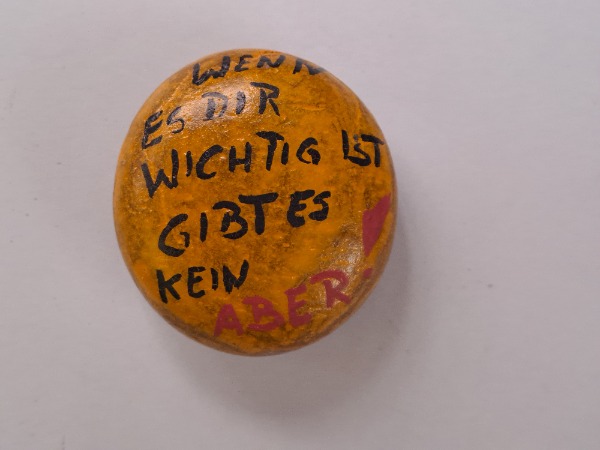 WENN
ES DIR
WICHTIG IST
GIBT ES
KEIN
ABER!